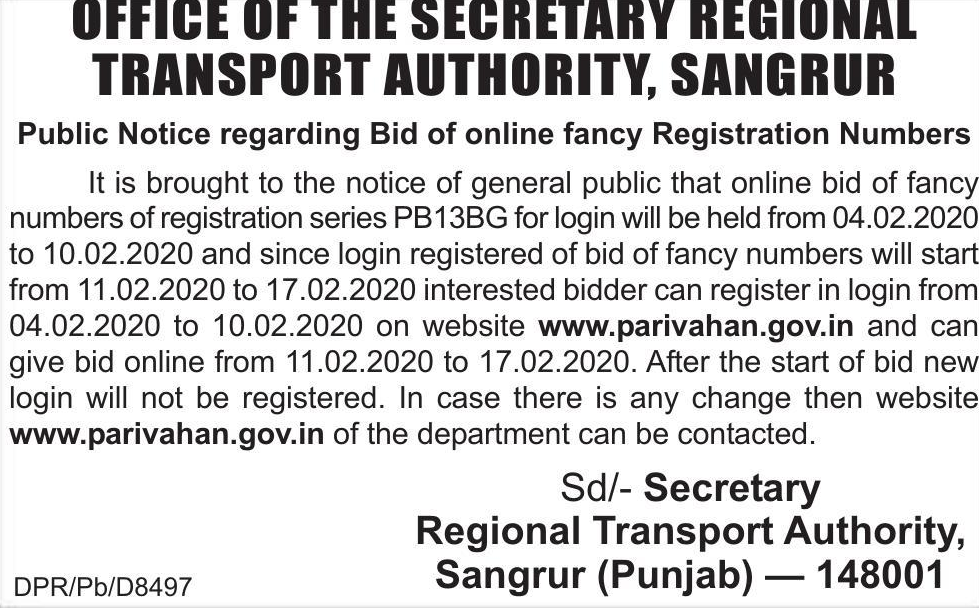 OFFICE OF THE SECRETARY REGIONAL
TRANSPORT AUTHORITY, SANGRUR
Public Notice regarding Bid of online fancy Registration Numbers
It is brought to the notice of general public that online bid of fancy
numbers of registration series PB13BG for login will be held from 04.02.2020
to 10.02.2020 and since login registered of bid of fancy numbers will start
from 11.02.2020 to 17.02.2020 interested bidder can register in login from
04.02.2020 to 10.02.2020 on website www.parivahan.gov.in and can
give bid online from 11.02.2020 to 17.02.2020. After the start of bid new
login will not be registered. In case there is any change then website
www.parivahan.gov.in of the department can be contacted.
Sd/- Secretary
Regional Transport Authority,
Sangrur (Punjab) — 148001
DPR/Pb/D8497